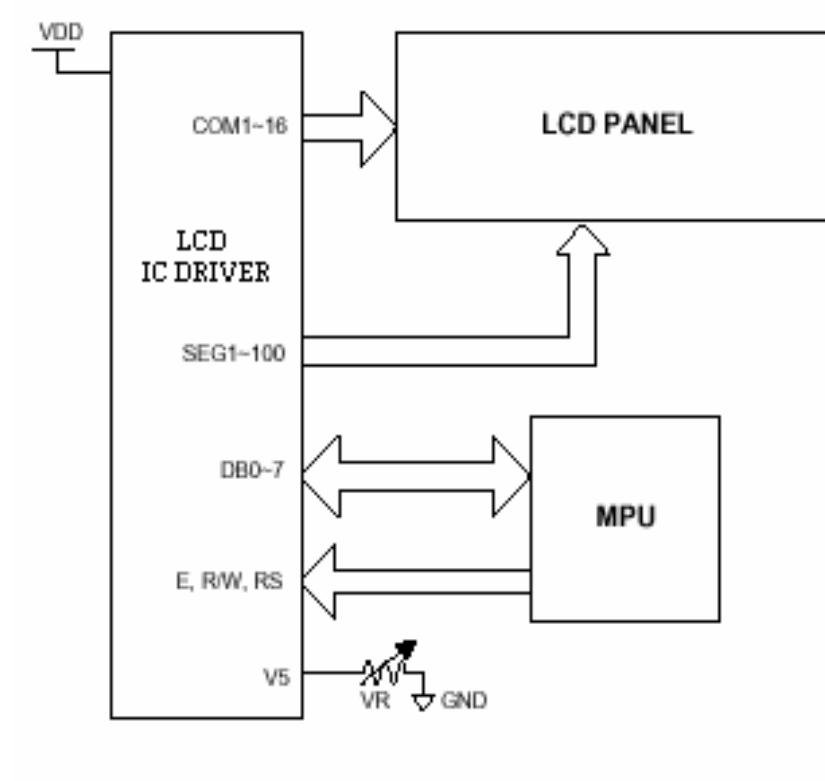 VDD
COM1~16
LCD PANEL
LCD
IC DRIVER
SEG1~100
DB0~7
MPU
E, R/W, RS
V5
VR
GND